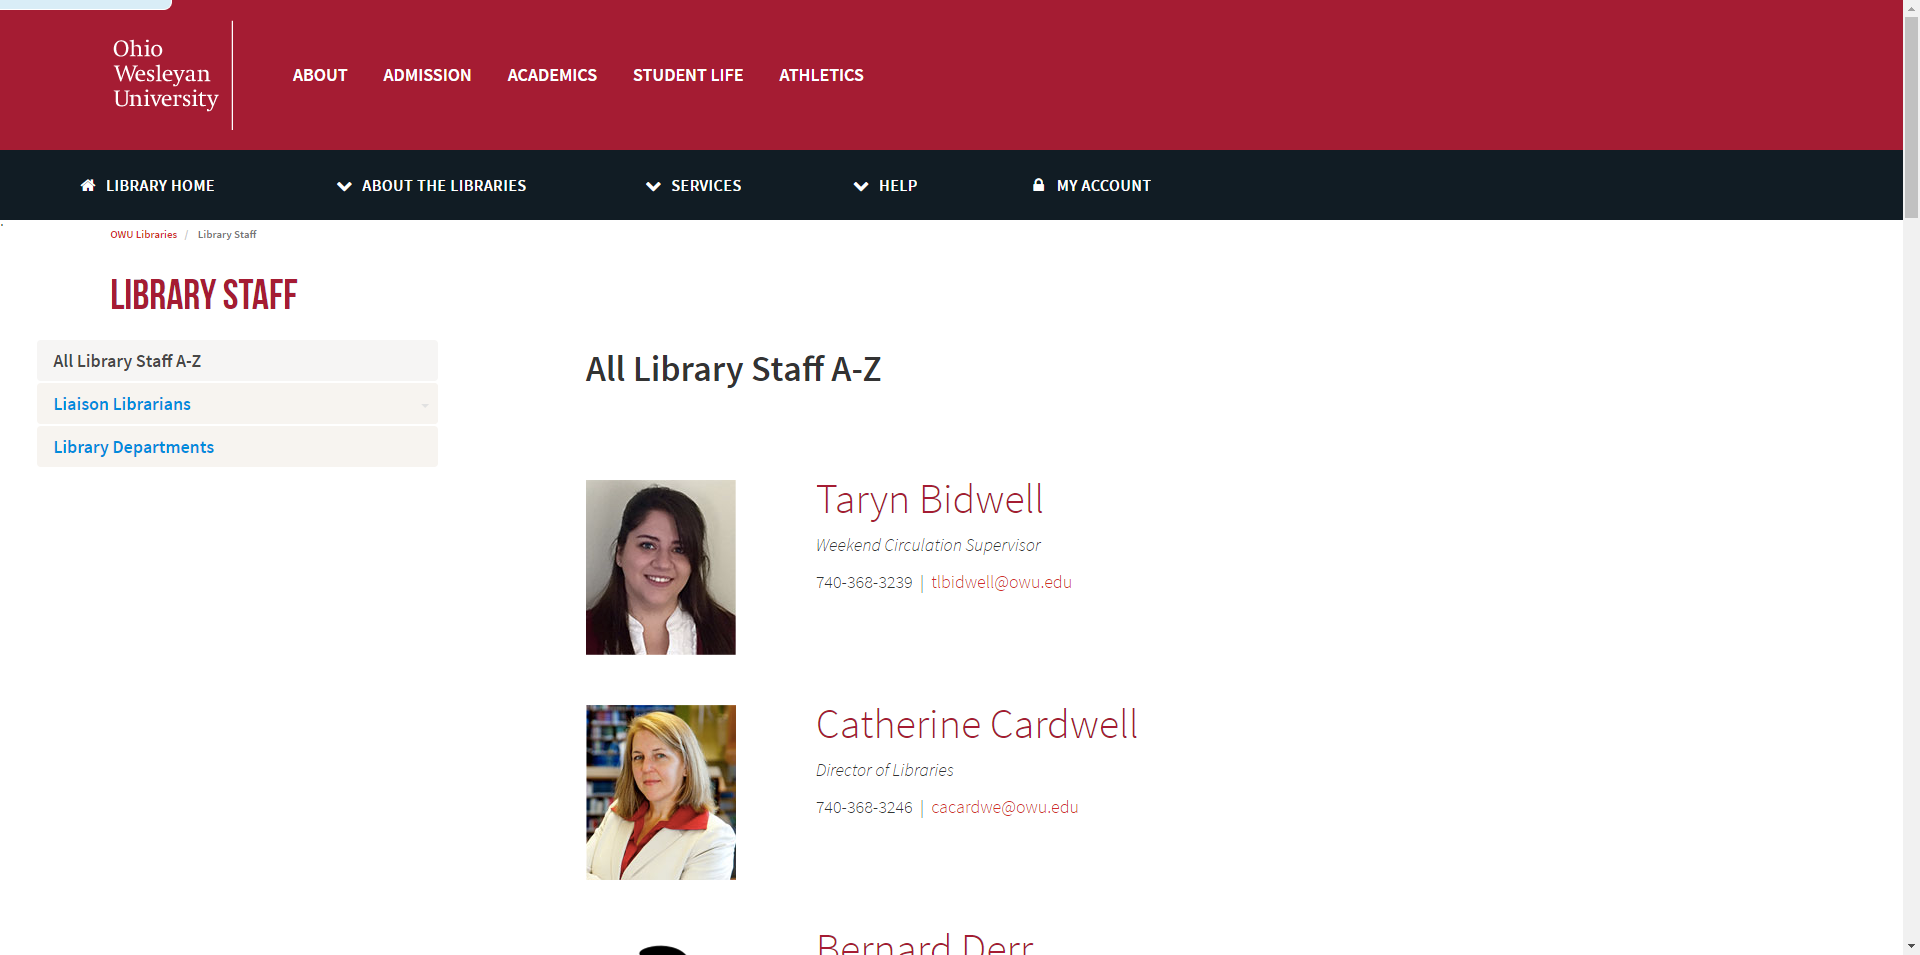 Ohio
Wesleyan
University
ABOUT ADMISSION ACADEMICS STUDENT LIFE ATHLETICS
LIBRARY HOME ABOUT THE LIBRARIES SERVICES HELP MY ACCOUNT
OWU Libraries / Library Staff
LIBRARY STAFF
All Library Staff A-Z
Liaison Librarians
Library Departments
All Library Staff A-Z
Taryn Bidwell
Weekend Circulation Supervisor
740-368-3239 | tlbidwell@owu.edu
Catherine Cardwell
Director of Libraries
740-368-3246 | cacardwe@owu.edu
Bernard Derr